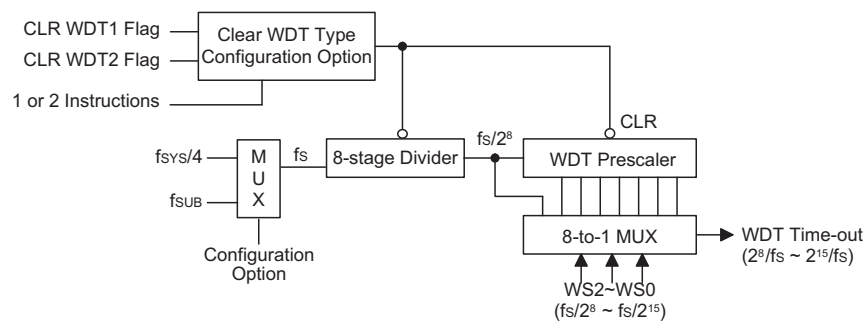 CLR WDT1 Flag
CLR WDT2 Flag
1 or 2 Instructions
Clear WDT Type
Configuration Option
CLR
fSYS/4
fSUB
M
U
X
Configuration
Option
fS
8-stage Divider
fS/2⁸
WDT Prescaler
8-to-1 MUX
WDT Time-out
(2⁸/fS ~ 2¹⁵/fS)
WS2~WS0
(fS/2⁸ ~ fS/2¹⁵)